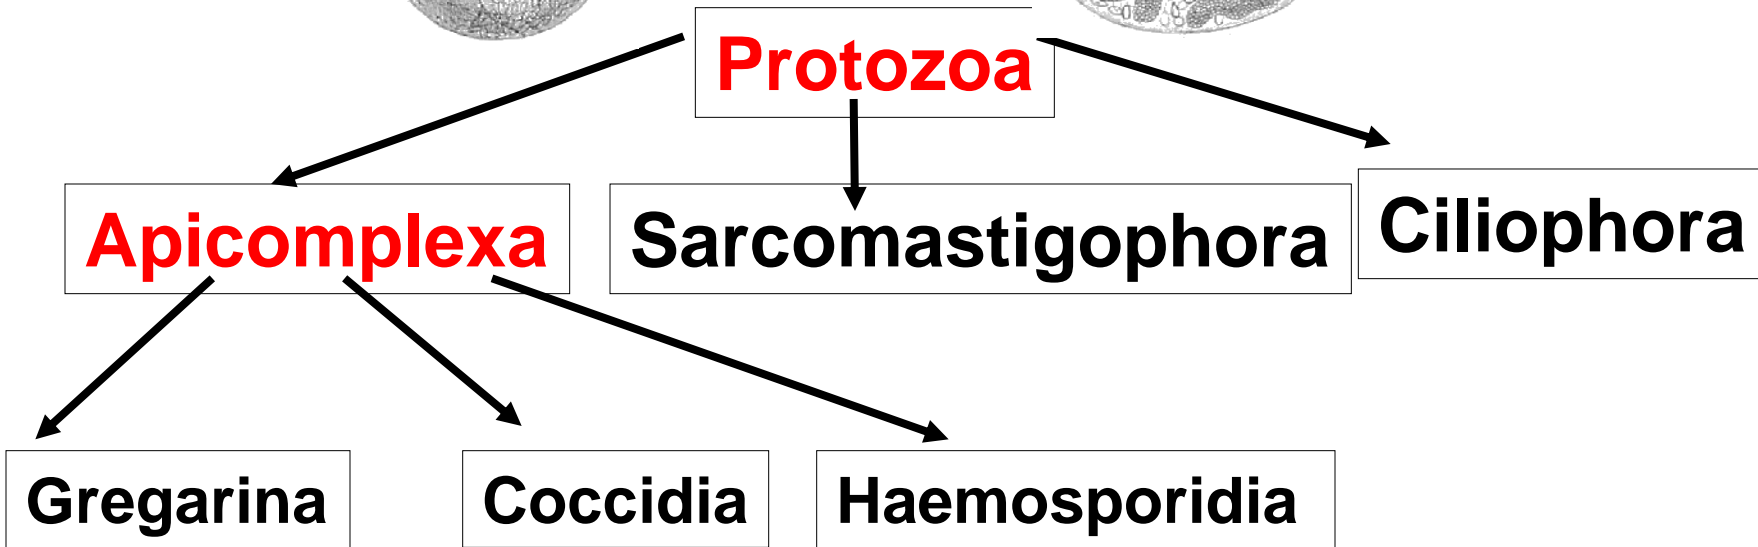 Protozoa
Apicomplexa
Sarcomastigophora
Ciliophora
Gregarina
Coccidia
Haemosporidia